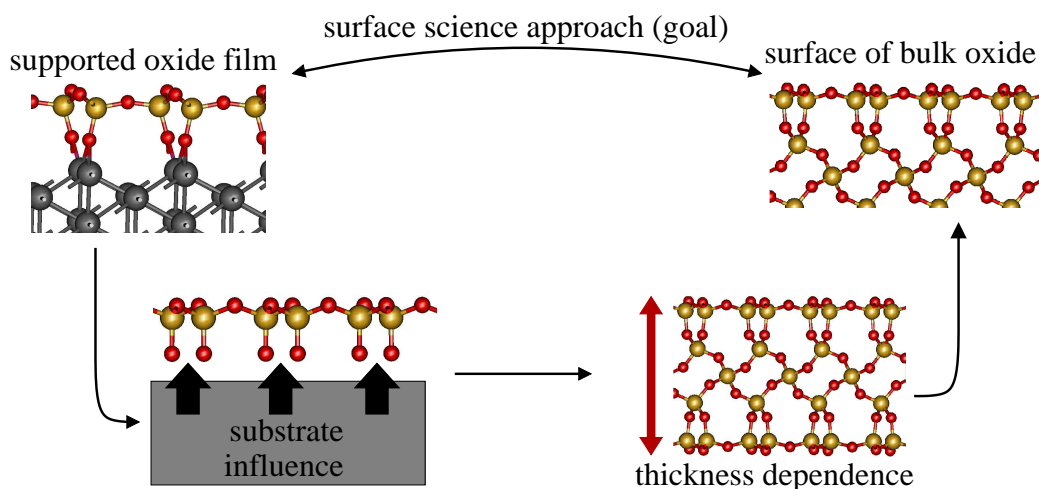 surface science approach (goal)
supported oxide film
surface of bulk oxide
substrate
influence
thickness dependence